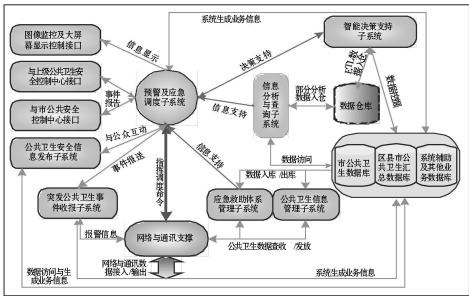 系统生成业务信息
图像监控及大屏
幕显示控制接口
信息显示
智能决策支持
子系统
决策支持
与上级公共卫生安
全控制中心接口
事件
报告
预警及应急
调度子系统
信息
分析
与查
询子
系统
信息支持
部分分析
数据入仓
数据仓库
数据挖掘
与市公共安全
控制中心接口
与公众互动
公共卫生安全信
息发布子系统
事件报送
指挥调度命令
信息支持
数据访问
数据入库
/出库
市公共卫
生数据库
区县市公
共卫生汇
总数据库
系统辅助
及其他业
务数据库
突发公共卫生事
件收报子系统
应急救助体系
管理子系统
公共卫生信息
管理子系统
报警信息
网络与通讯支撑
公共卫生数据查收
/发放
网络与通讯数
据接入/输出
数据访问与生
成业务信息
系统生成业务信息